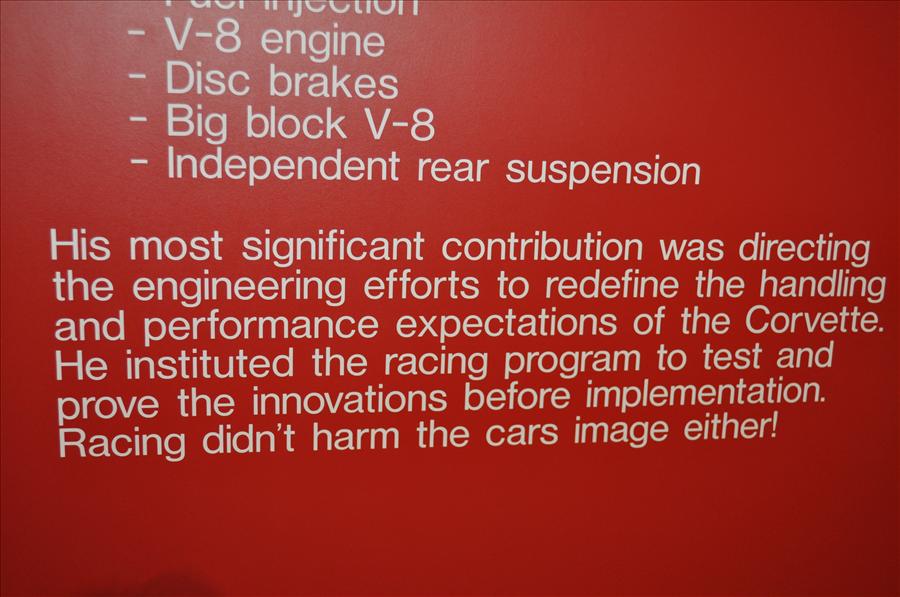 - Fuel injection
- V-8 engine
- Disc brakes
- Big block V-8
- Independent rear suspension
His most significant contribution was directing
the engineering efforts to redefine the handling
and performance expectations of the Corvette.
He instituted the racing program to test and
prove the innovations before implementation.
Racing didn't harm the cars image either!